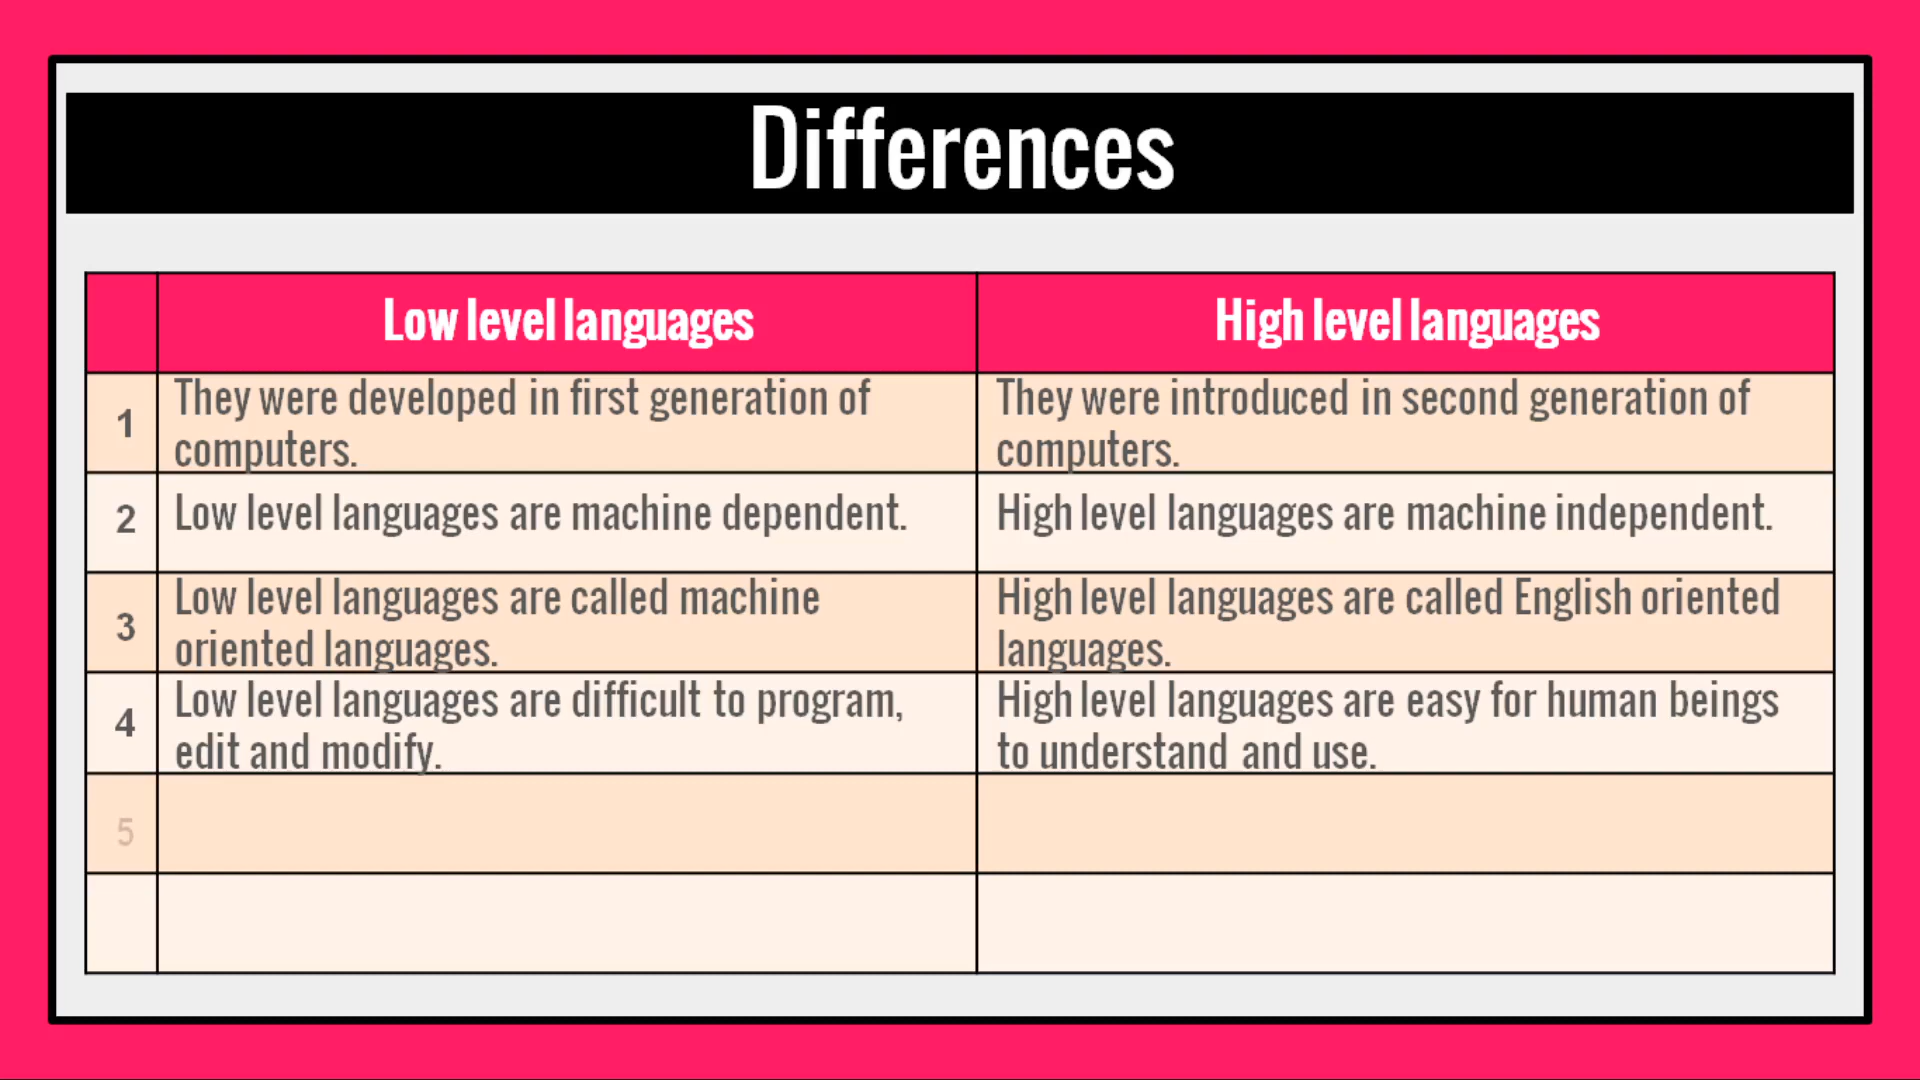 Differences
Low level languages
High level languages
1
They were developed in first generation of
computers.
They were introduced in second generation of
computers.
2
Low level languages are machine dependent.
High level languages are machine independent.
3
Low level languages are called machine
oriented languages.
High level languages are called English oriented
languages.
4
Low level languages are difficult to program,
edit and modify.
High level languages are easy for human beings
to understand and use.
5